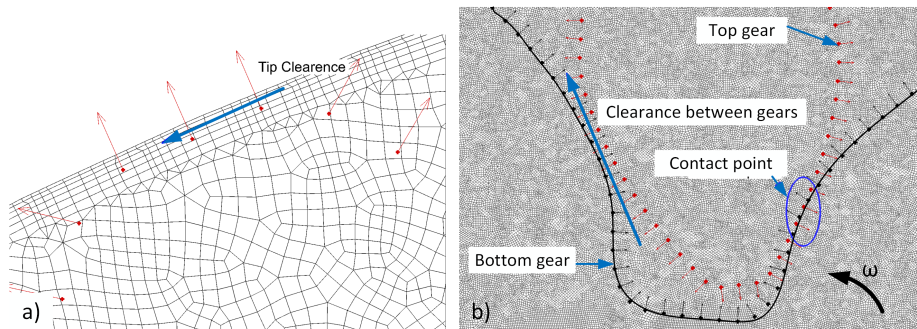 Tip Clearence
a)
Top gear
Clearance between gears
Contact point
Bottom gear
ω
b)